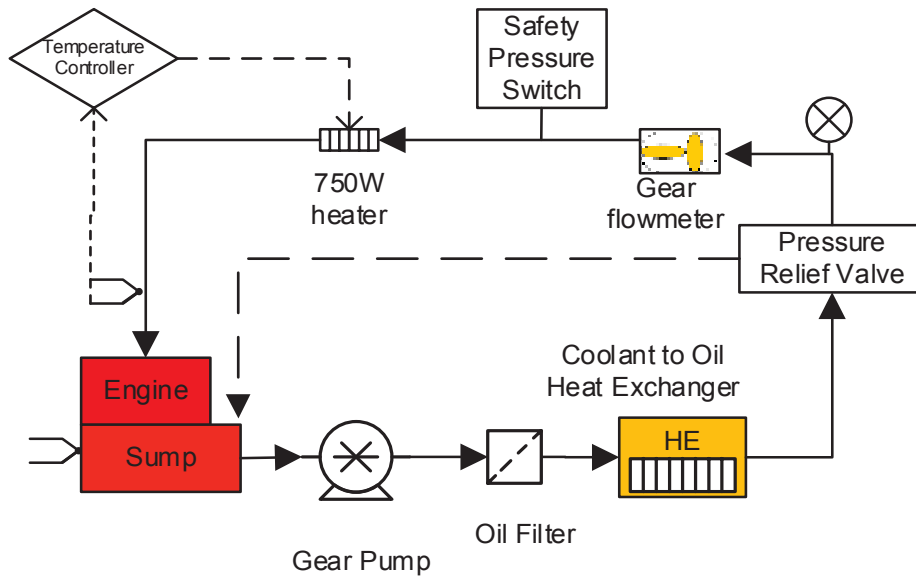 Temperature
Controller
Safety
Pressure
Switch
750W
heater
Gear
flowmeter
Pressure
Relief Valve
Engine
Sump
Coolant to Oil
Heat Exchanger
HE
Gear Pump
Oil Filter